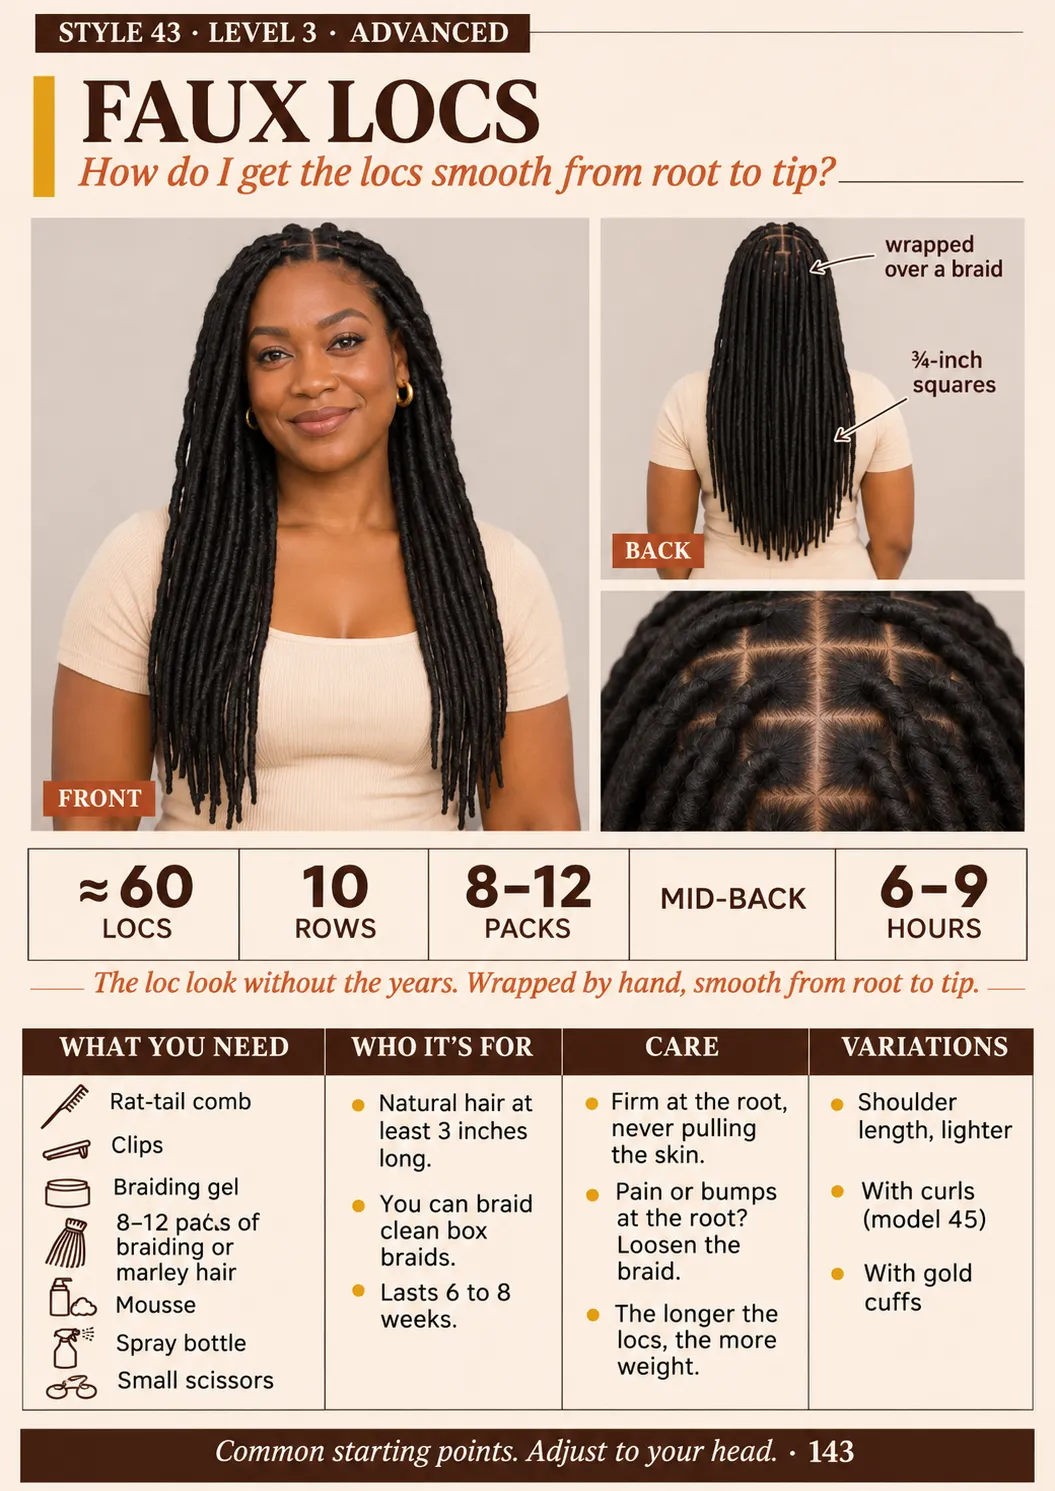 STYLE 43 · LEVEL 3 · ADVANCED
FAUX LOCS
How do I get the locs smooth from root to tip?
wrapped
over a braid
¾-inch
squares
BACK
FRONT
≈60
LOCS
10
ROWS
8–12
PACKS
MID-BACK
6–9
HOURS
The loc look without the years. Wrapped by hand, smooth from root to tip.
WHAT YOU NEED
Rat-tail comb
Clips
Braiding gel
8–12 of
braiding or
marley hair
Mousse
Spray bottle
Small scissors
WHO IT'S FOR
Natural hair at
least 3 inches
long.
You can braid
clean box
braids.
Lasts 6 to 8
weeks.
CARE
Firm at the root,
never pulling
the skin.
Pain or bumps
at the root?
Loosen the
braid.
The longer the
locs, the more
weight.
VARIATIONS
Shoulder
length, lighter
With curls
(model 45)
With gold
cuffs
Common starting points. Adjust to your head. · 143